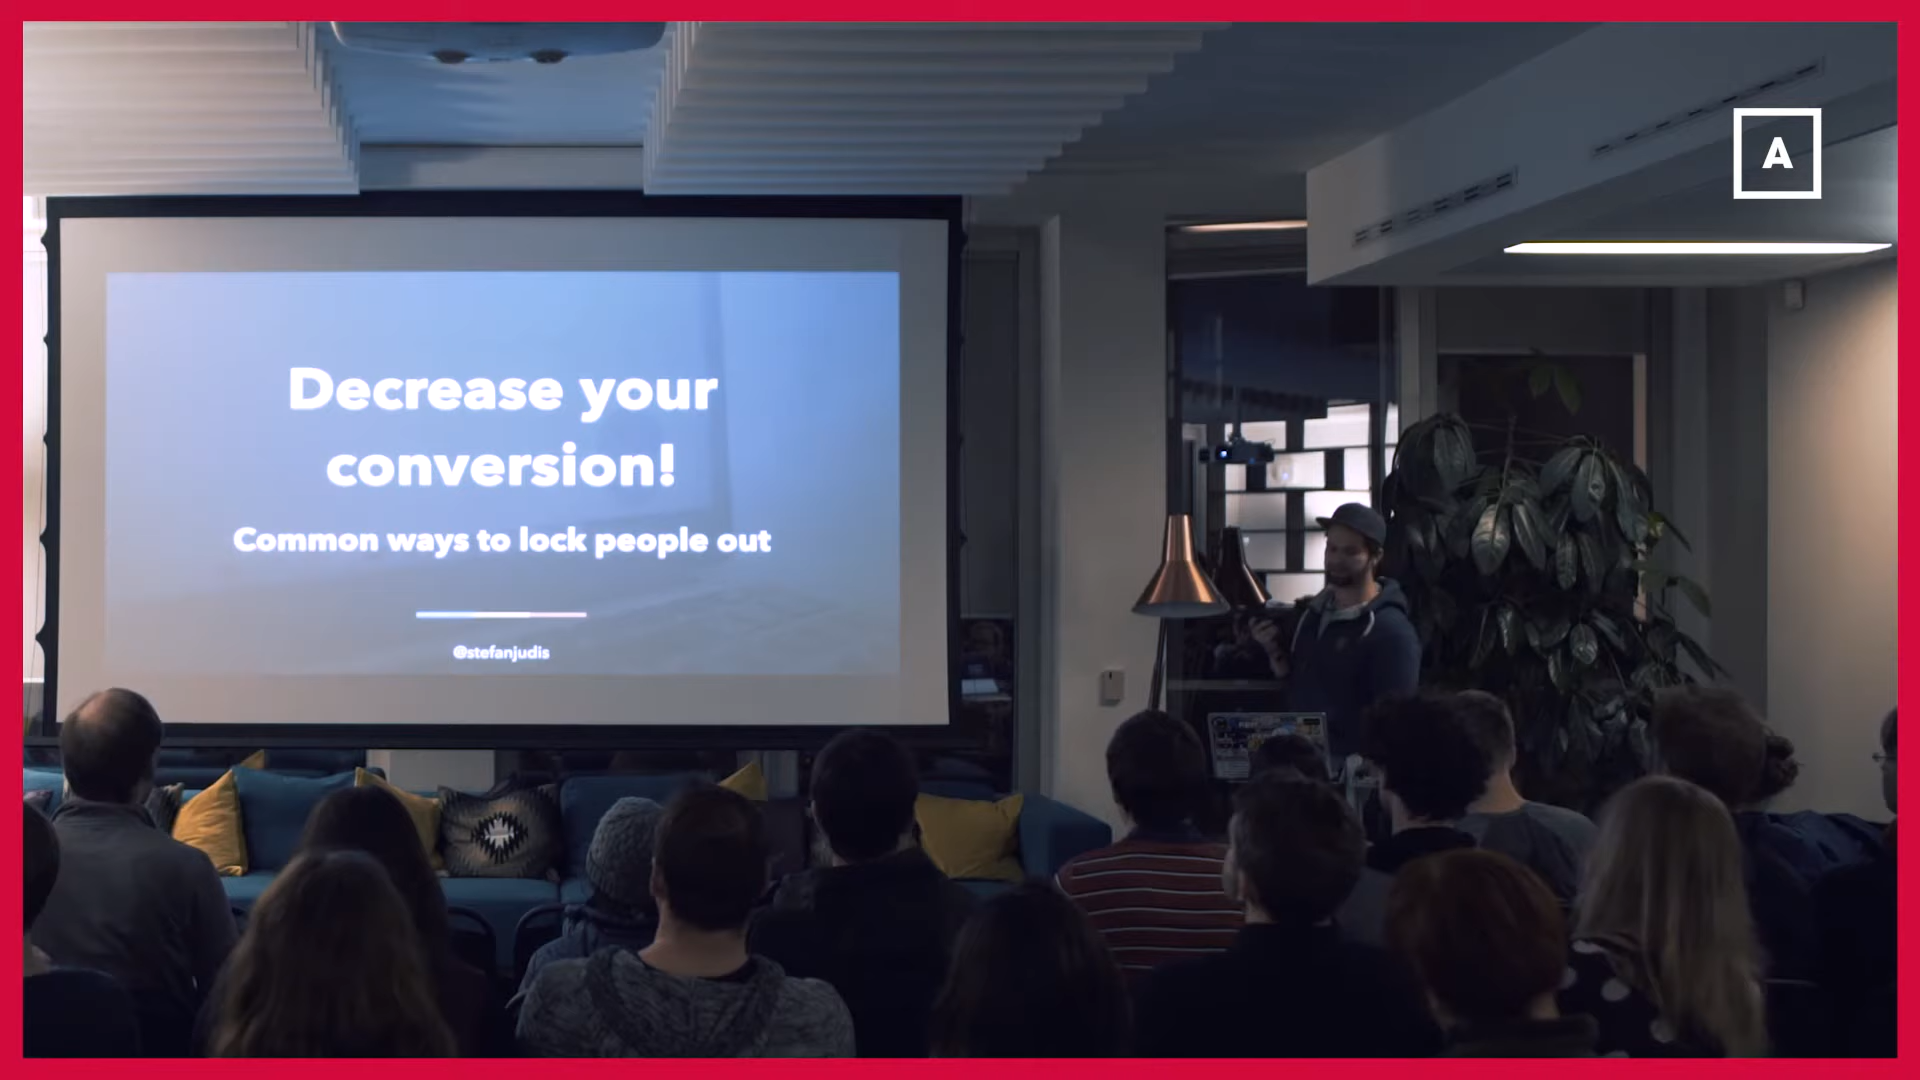 Decrease your
conversion!
Common ways to lock people out
@stefanjudis
A